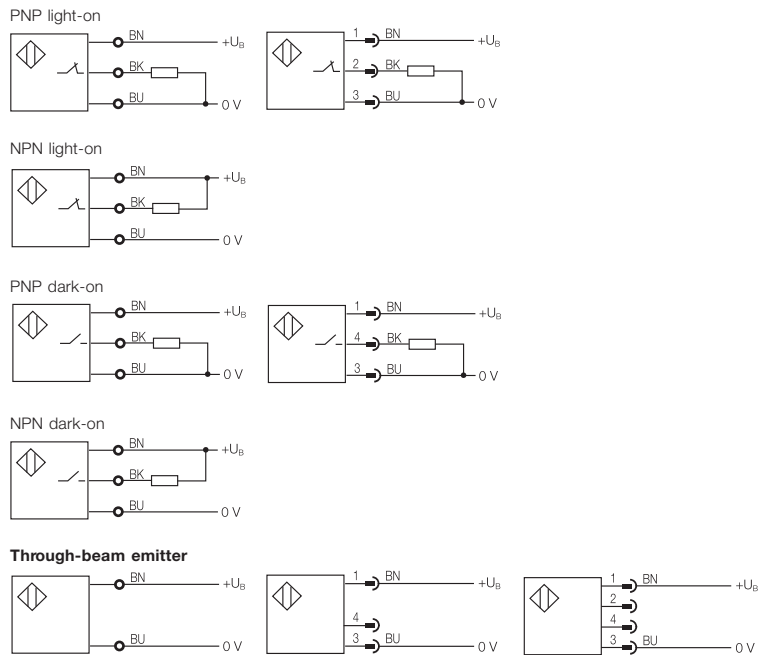 PNP light-on
BN +UB
BK
BU 0 V
1 BN +UB
2 BK
3 BU 0 V
NPN light-on
BN +UB
BK
BU 0 V
PNP dark-on
BN +UB
BK
BU 0 V
1 BN +UB
4 BK
3 BU 0 V
NPN dark-on
BN +UB
BK
BU 0 V
Through-beam emitter
BN +UB
BU 0 V
1 BN +UB
4
3 BU 0 V
1 BN +UB
2
4
3 BU 0 V